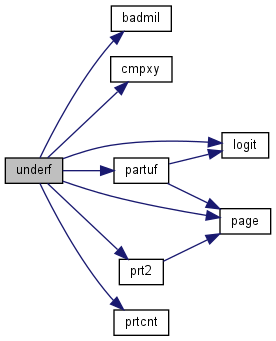 badmil
cmpxy
logit
underf
partuf
page
prt2
prtcnt